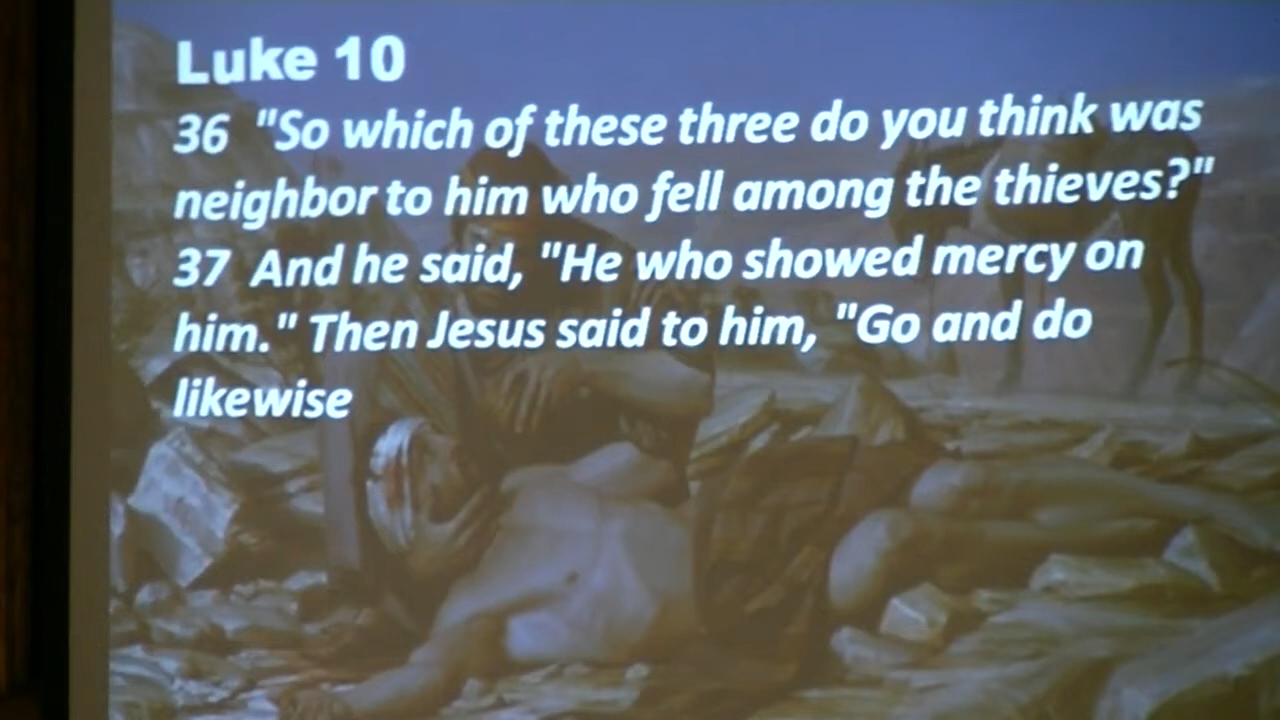 Luke 10
36 "So which of these three do you think was
neighbor to him who fell among the thieves?"
37 And he said, "He who showed mercy on
him." Then Jesus said to him, "Go and do
likewise